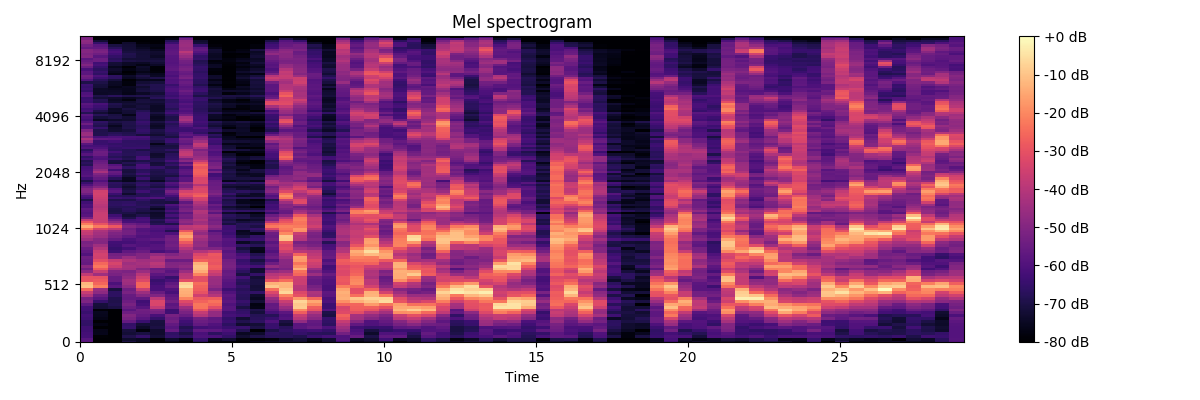 Mel spectrogram
+0 dB
8192
-10 dB
4096
-20 dB
-30 dB
2048
-40 dB
Hz
1024
-50 dB
-60 dB
512
-70 dB
0
-80 dB
0 5 10 15 20 25
Time